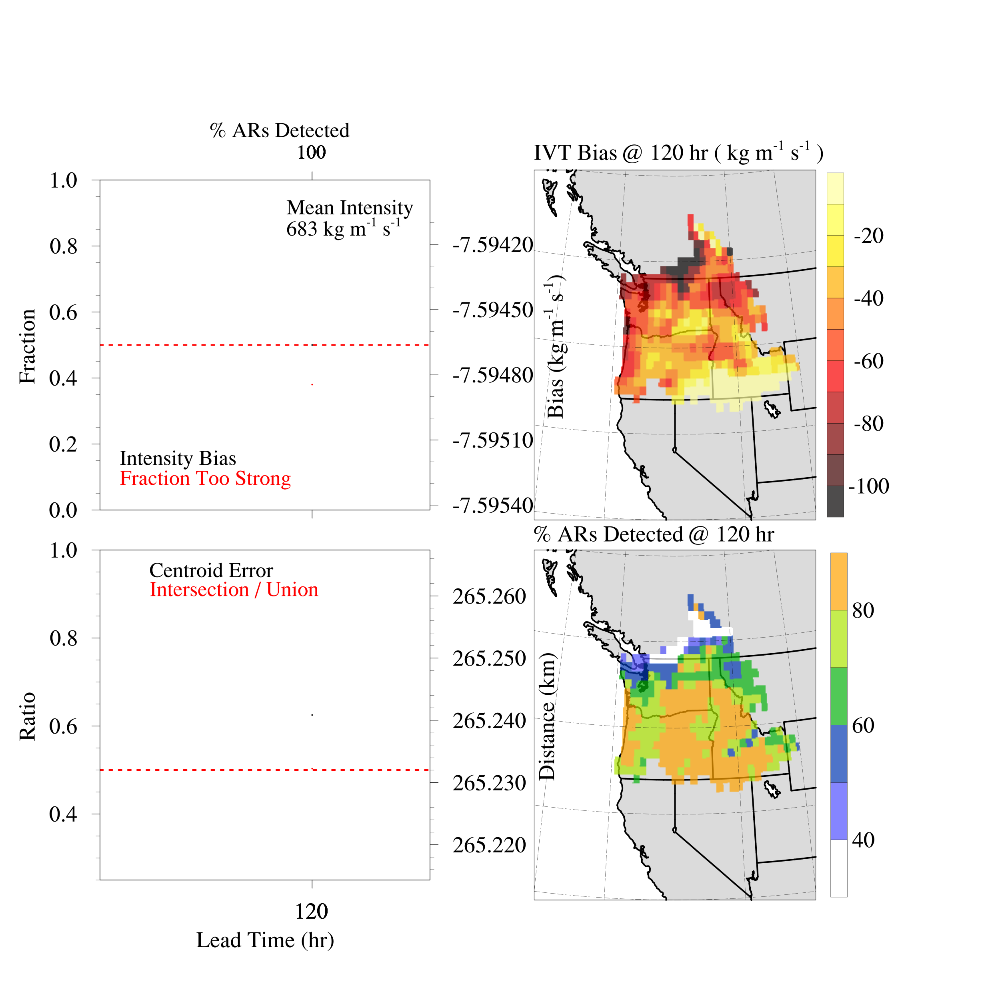 % ARs Detected
100
1.0
0.8
0.6
0.4
0.2
0.0
Fraction
Mean Intensity
683 kg m-1 s-1
Intensity Bias
Fraction Too Strong
-7.59420
-7.59450
-7.59480
-7.59510
-7.59540
Bias (kg m-1 s-1)
IVT Bias @ 120 hr ( kg m-1 s-1 )
-20
-40
-60
-80
-100
1.0
0.8
0.6
0.4
Ratio
Centroid Error
Intersection / Union
265.260
265.250
265.240
265.230
265.220
Distance (km)
120
Lead Time (hr)
% ARs Detected @ 120 hr
80
60
40